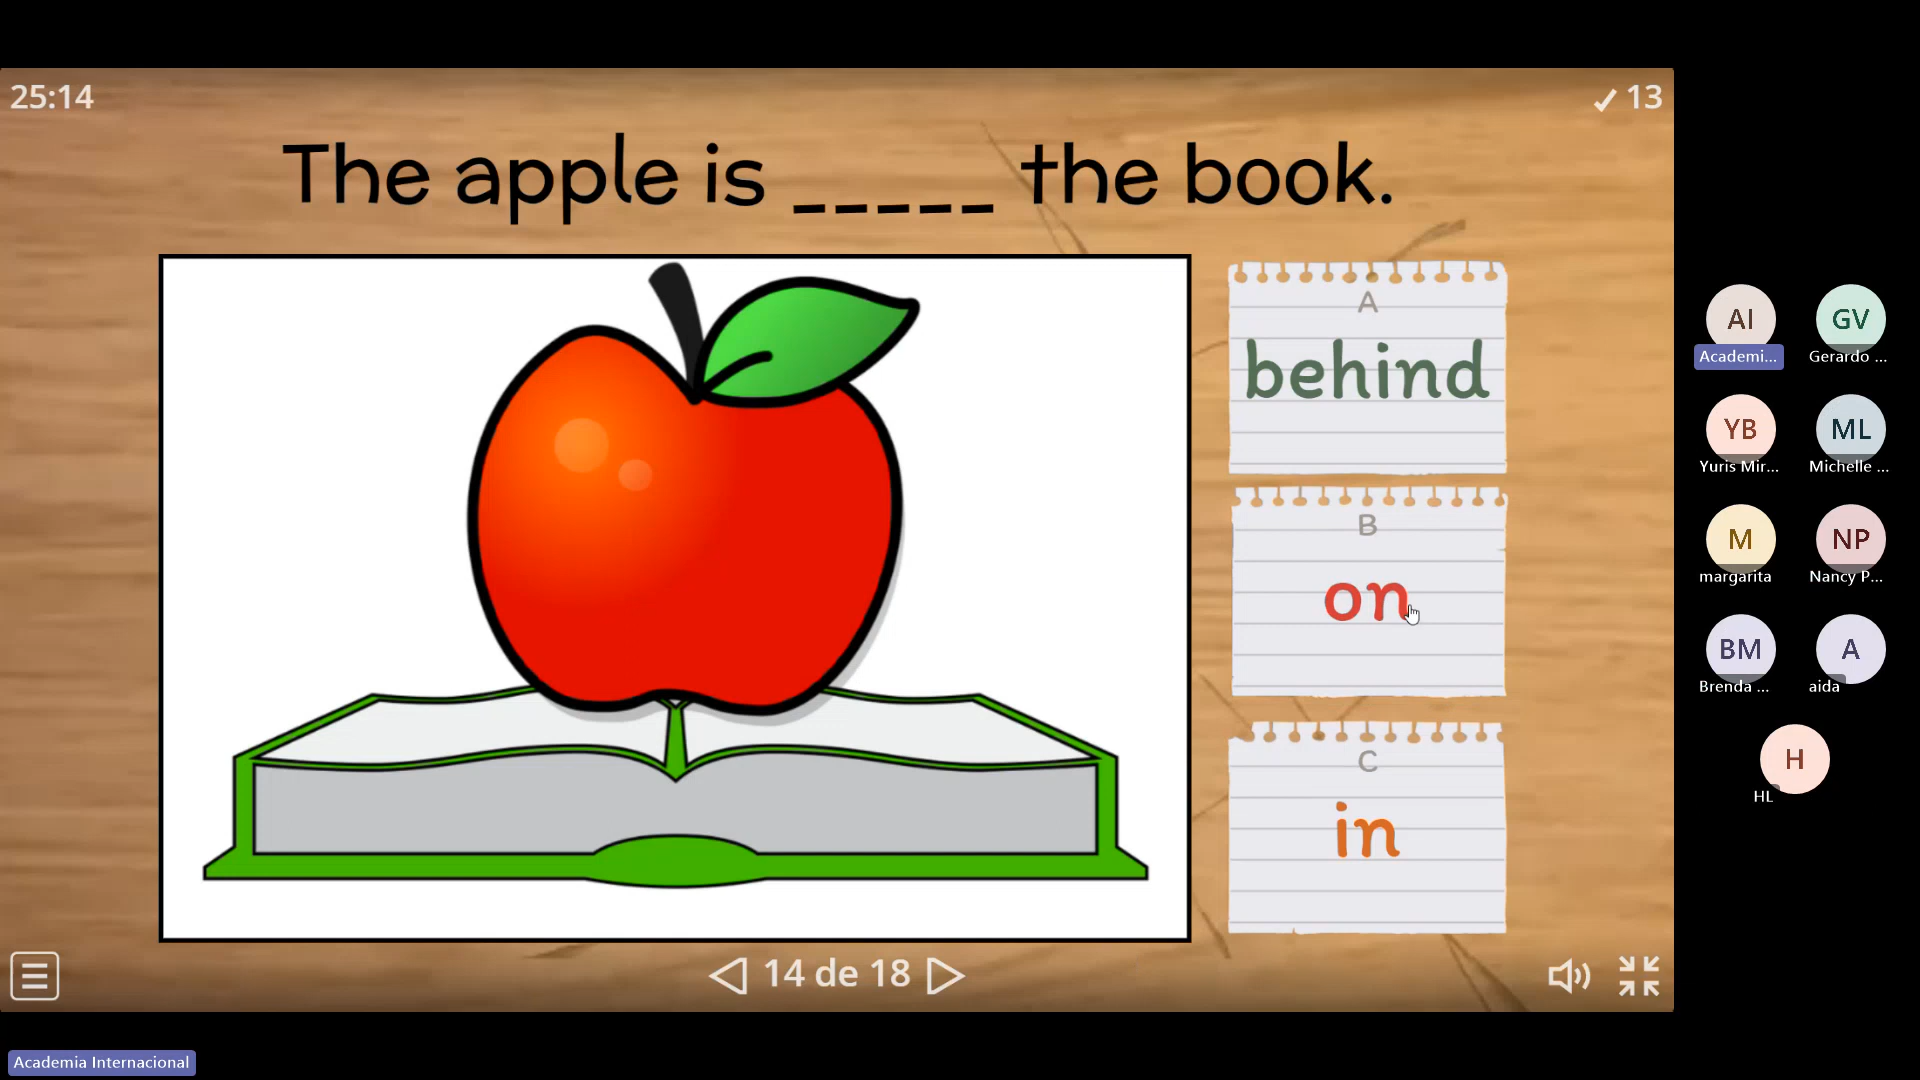 25:14
13
The apple is _____ the book.
A
behind
B
on
C
in
14 de 18
AI
Academi...
GV
Gerardo ...
YB
Yuris Mir...
ML
Michelle ...
M
margarita
NP
Nancy P...
BM
Brenda ...
A
aida
H
HL
Academia Internacional